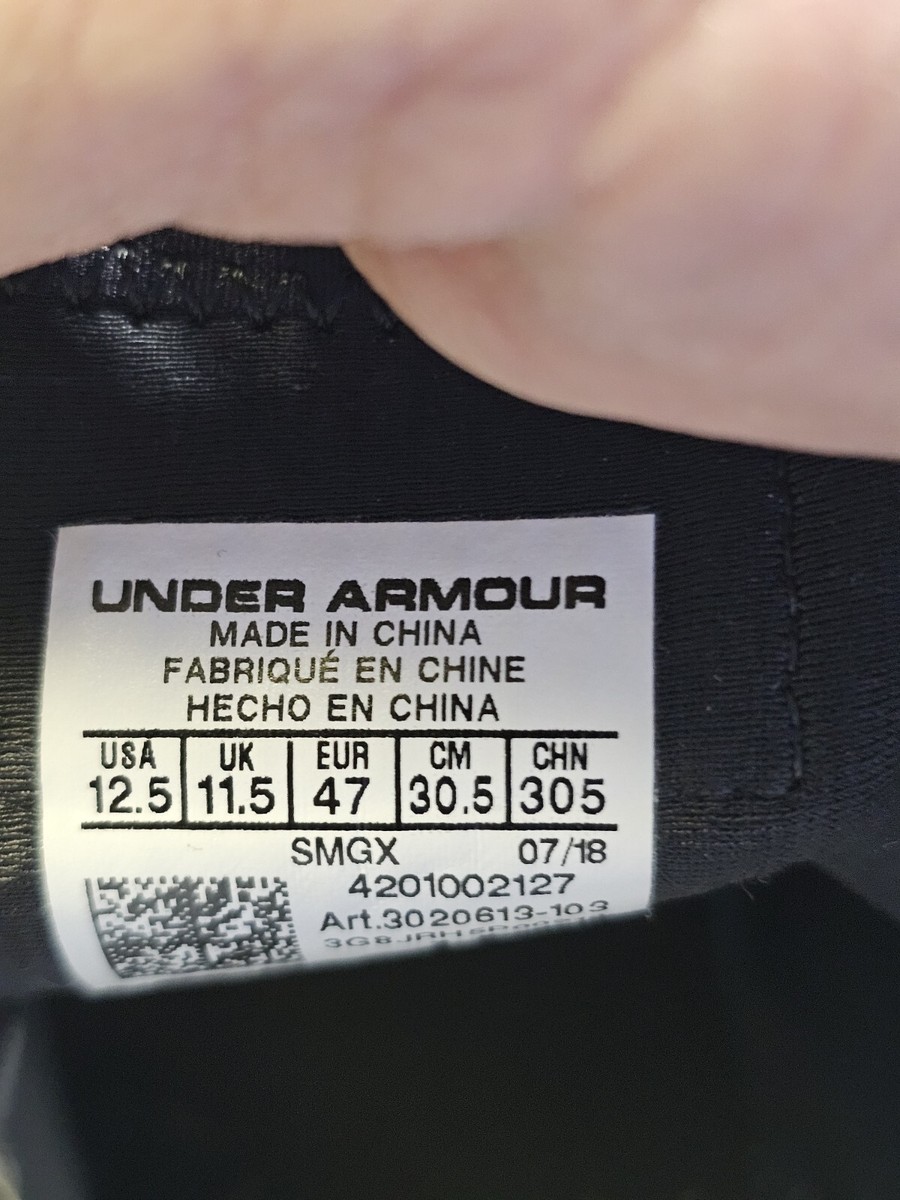 UNDER ARMOUR
MADE IN CHINA
FABRIQUÉ EN CHINE
HECHO EN CHINA
USA UK EUR CM CHN
12.5 11.5 47 30.5 305
SMGX 07/18
4201002127
Art.3020613-103